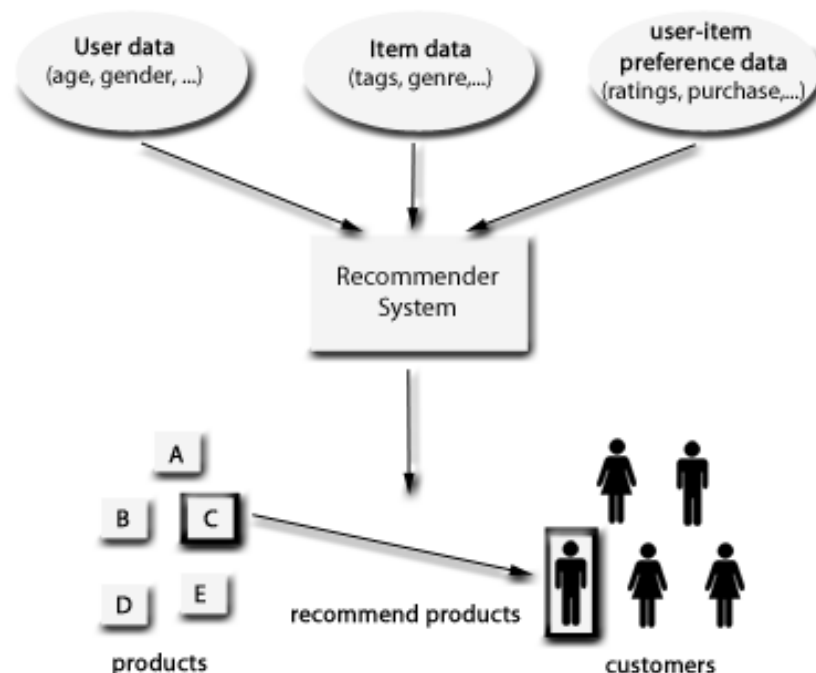 User data
(age, gender, ...)
Item data
(tags, genre,...)
user-item
preference data
(ratings, purchase,...)
Recommender
System
A
B
C
D
E
recommend products
products
customers